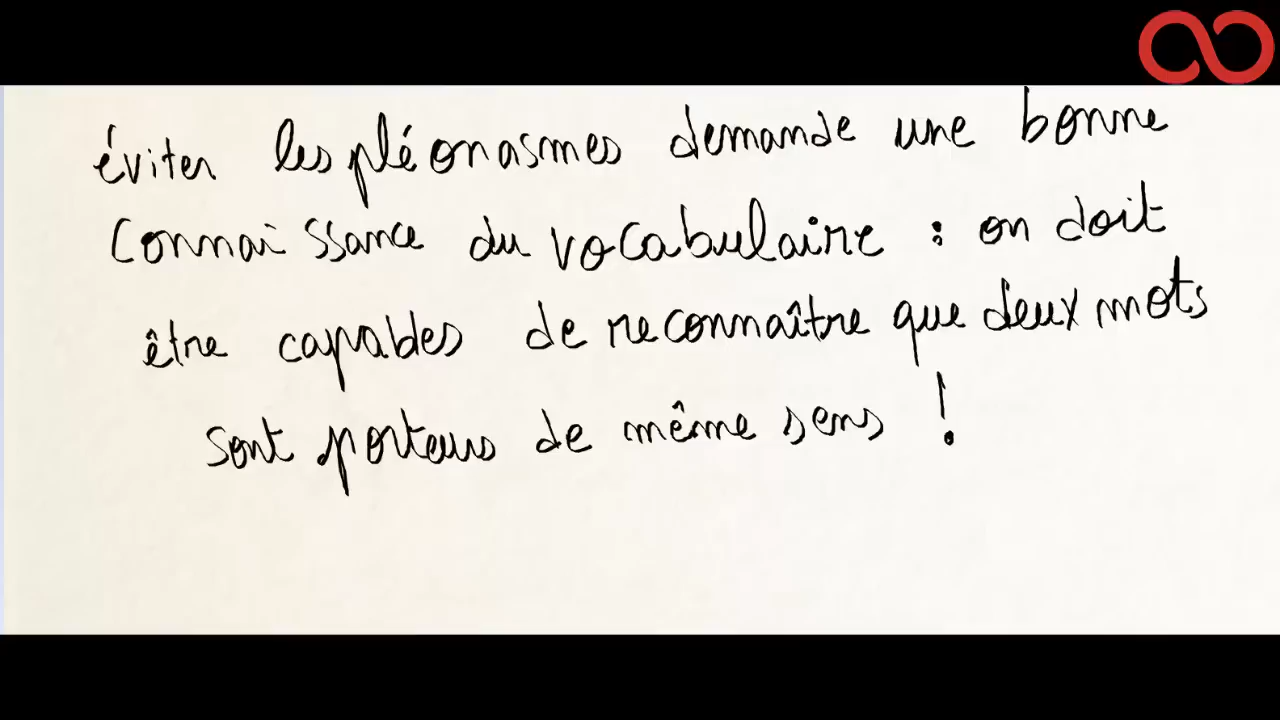 éviter les pléonasmes demande une bonne
connaissance du vocabulaire : on doit
être capables de reconnaître que deux mots
sont porteurs de même sens !